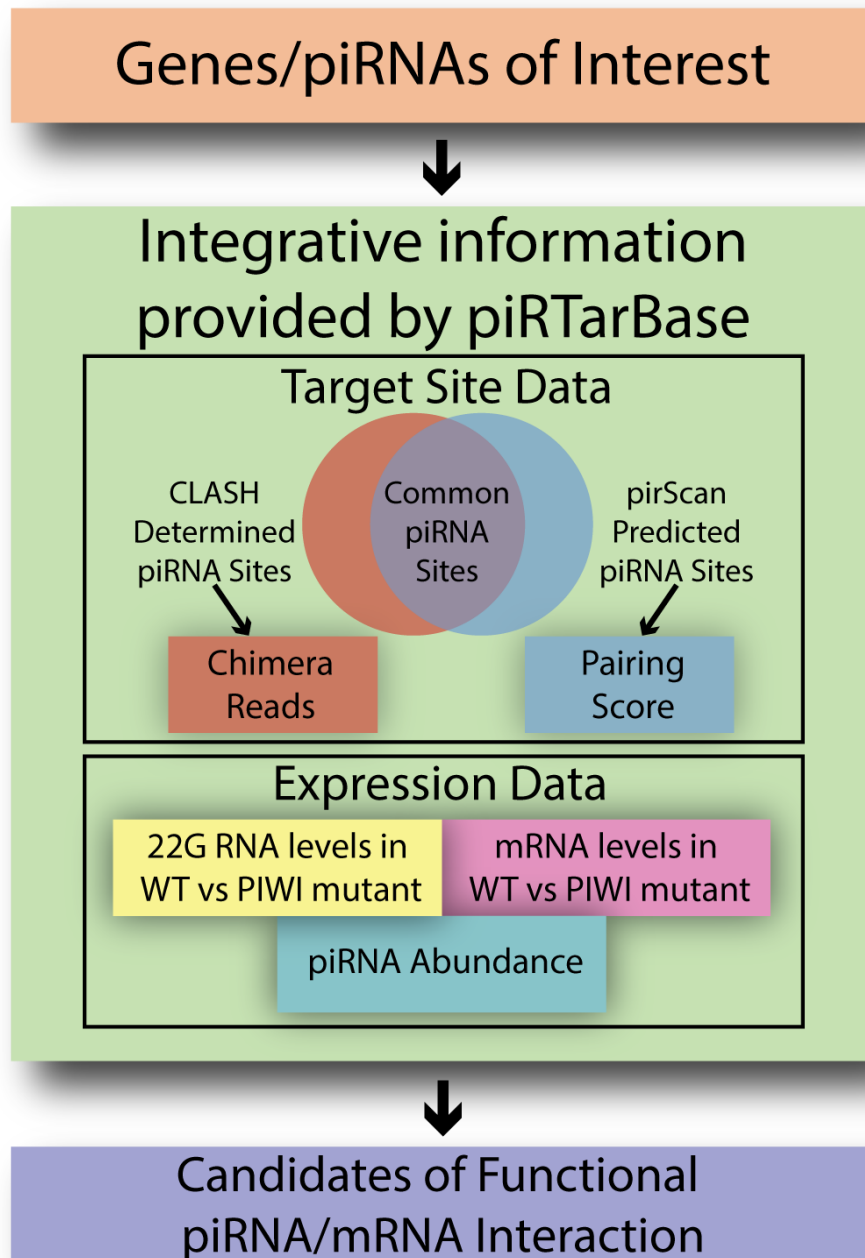 Genes/piRNAs of Interest
Integrative information
provided by piRTarBase
Target Site Data
CLASH
Determined
piRNA Sites
Common
piRNA
Sites
pirScan
Predicted
piRNA Sites
Chimera
Reads
Pairing
Score
Expression Data
22G RNA levels in
WT vs PIWI mutant
mRNA levels in
WT vs PIWI mutant
piRNA Abundance
Candidates of Functional
piRNA/mRNA Interaction